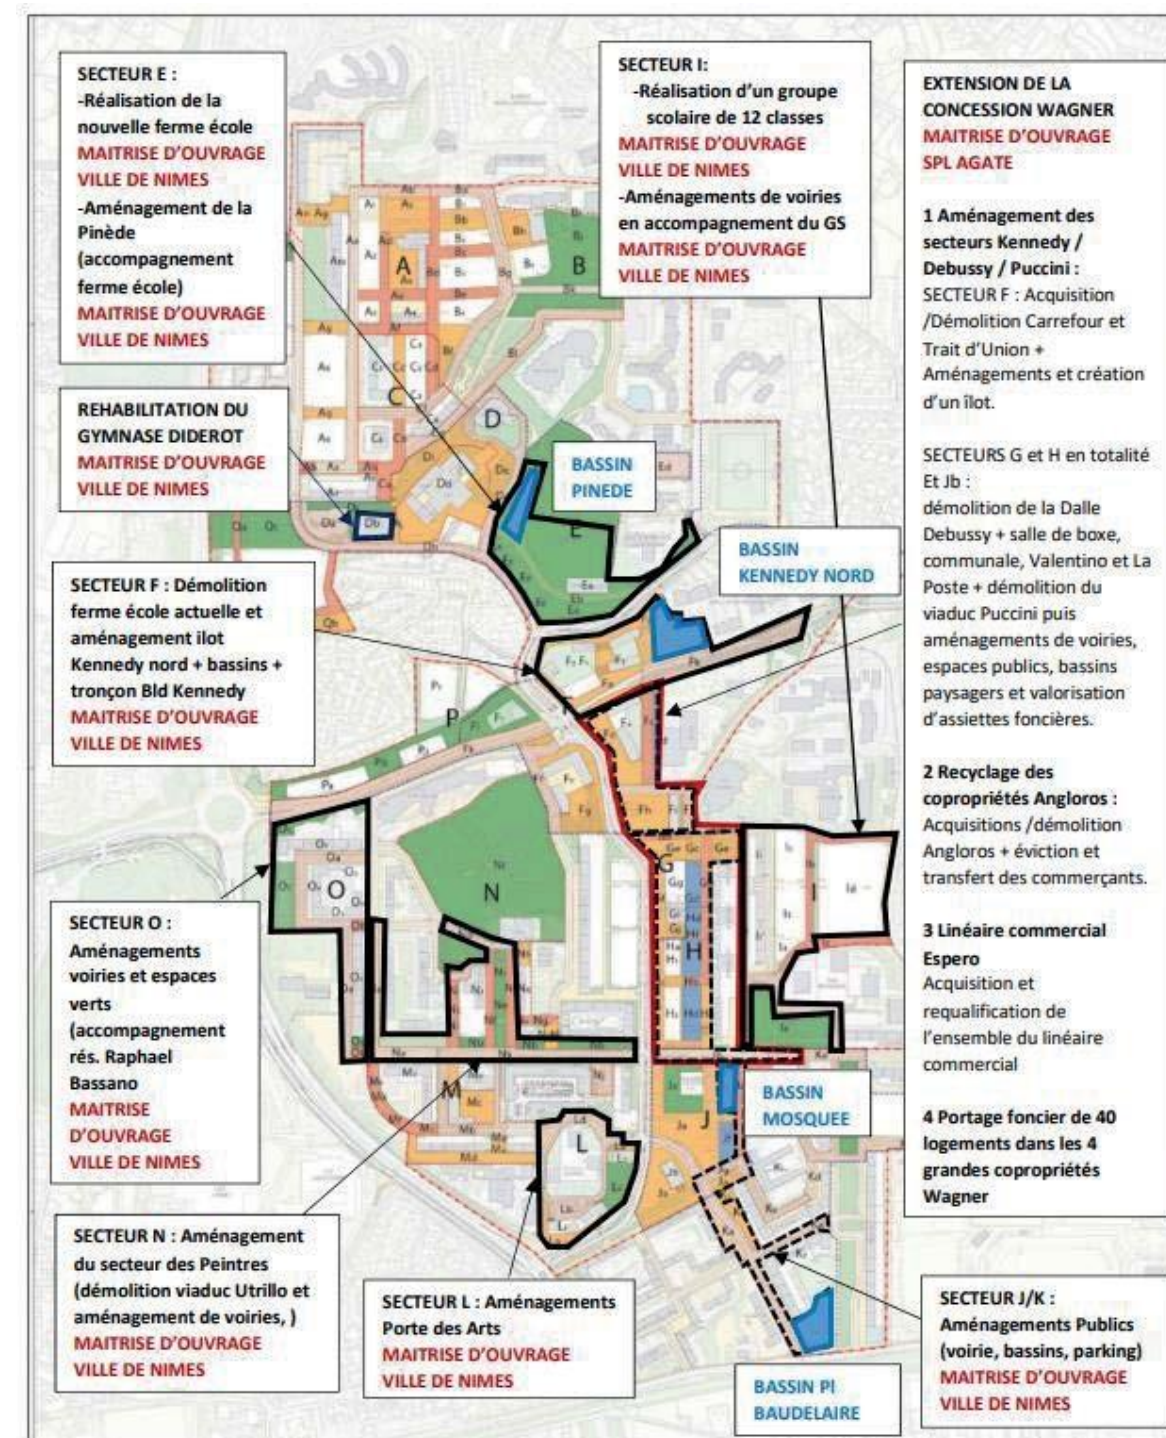 SECTEUR E :
-Réalisation de la
nouvelle ferme école
MAITRISE D'OUVRAGE
VILLE DE NIMES
-Aménagement de la
Pinède
(accompagnement
ferme école)
MAITRISE D'OUVRAGE
VILLE DE NIMES
REHABILITATION DU
GYMNASE DIDEROT
MAITRISE D'OUVRAGE
VILLE DE NIMES
SECTEUR F : Démolition
ferme école actuelle et
aménagement ilot
Kennedy nord + bassins +
tronçon Bld Kennedy
MAITRISE D'OUVRAGE
VILLE DE NIMES
SECTEUR O :
Aménagements
voiries et espaces
verts
(accompagnement
rés. Raphael
Bassano
MAITRISE
D'OUVRAGE
VILLE DE NIMES
SECTEUR N : Aménagement
du secteur des Peintres
(démolition viaduc Utrillo et
aménagement de voiries, )
MAITRISE D'OUVRAGE
VILLE DE NIMES
SECTEUR L : Aménagements
Porte des Arts
MAITRISE D'OUVRAGE
VILLE DE NIMES
SECTEUR I:
-Réalisation d'un groupe
scolaire de 12 classes
MAITRISE D'OUVRAGE
VILLE DE NIMES
-Aménagements de voiries
en accompagnement du GS
MAITRISE D'OUVRAGE
VILLE DE NIMES
A
B
C
D
E
P
N
O
G
H
I
M
L
J
BASSIN
PINEDE
BASSIN
KENNEDY NORD
BASSIN
MOSQUEE
BASSIN PI
BAUDELAIRE
EXTENSION DE LA
CONCESSION WAGNER
MAITRISE D'OUVRAGE
SPL AGATE
1 Aménagement des
secteurs Kennedy /
Debussy / Puccini :
SECTEUR F : Acquisition
/Démolition Carrefour et
Trait d'Union +
Aménagements et création
d'un îlot.
SECTEURS G et H en totalité
Et Jb :
démolition de la Dalle
Debussy + salle de boxe,
communale, Valentino et La
Poste + démolition du
viaduc Puccini puis
aménagements de voiries,
espaces publics, bassins
paysagers et valorisation
d'assiettes foncières.
2 Recyclage des
copropriétés Angloros :
Acquisitions /démolition
Angloros + éviction et
transfert des commerçants.
3 Linéaire commercial
Espero
Acquisition et
requalification de
l'ensemble du linéaire
commercial
4 Portage foncier de 40
logements dans les 4
grandes copropriétés
Wagner
SECTEUR J/K :
Aménagements Publics
(voirie, bassins, parking)
MAITRISE D'OUVRAGE
VILLE DE NIMES